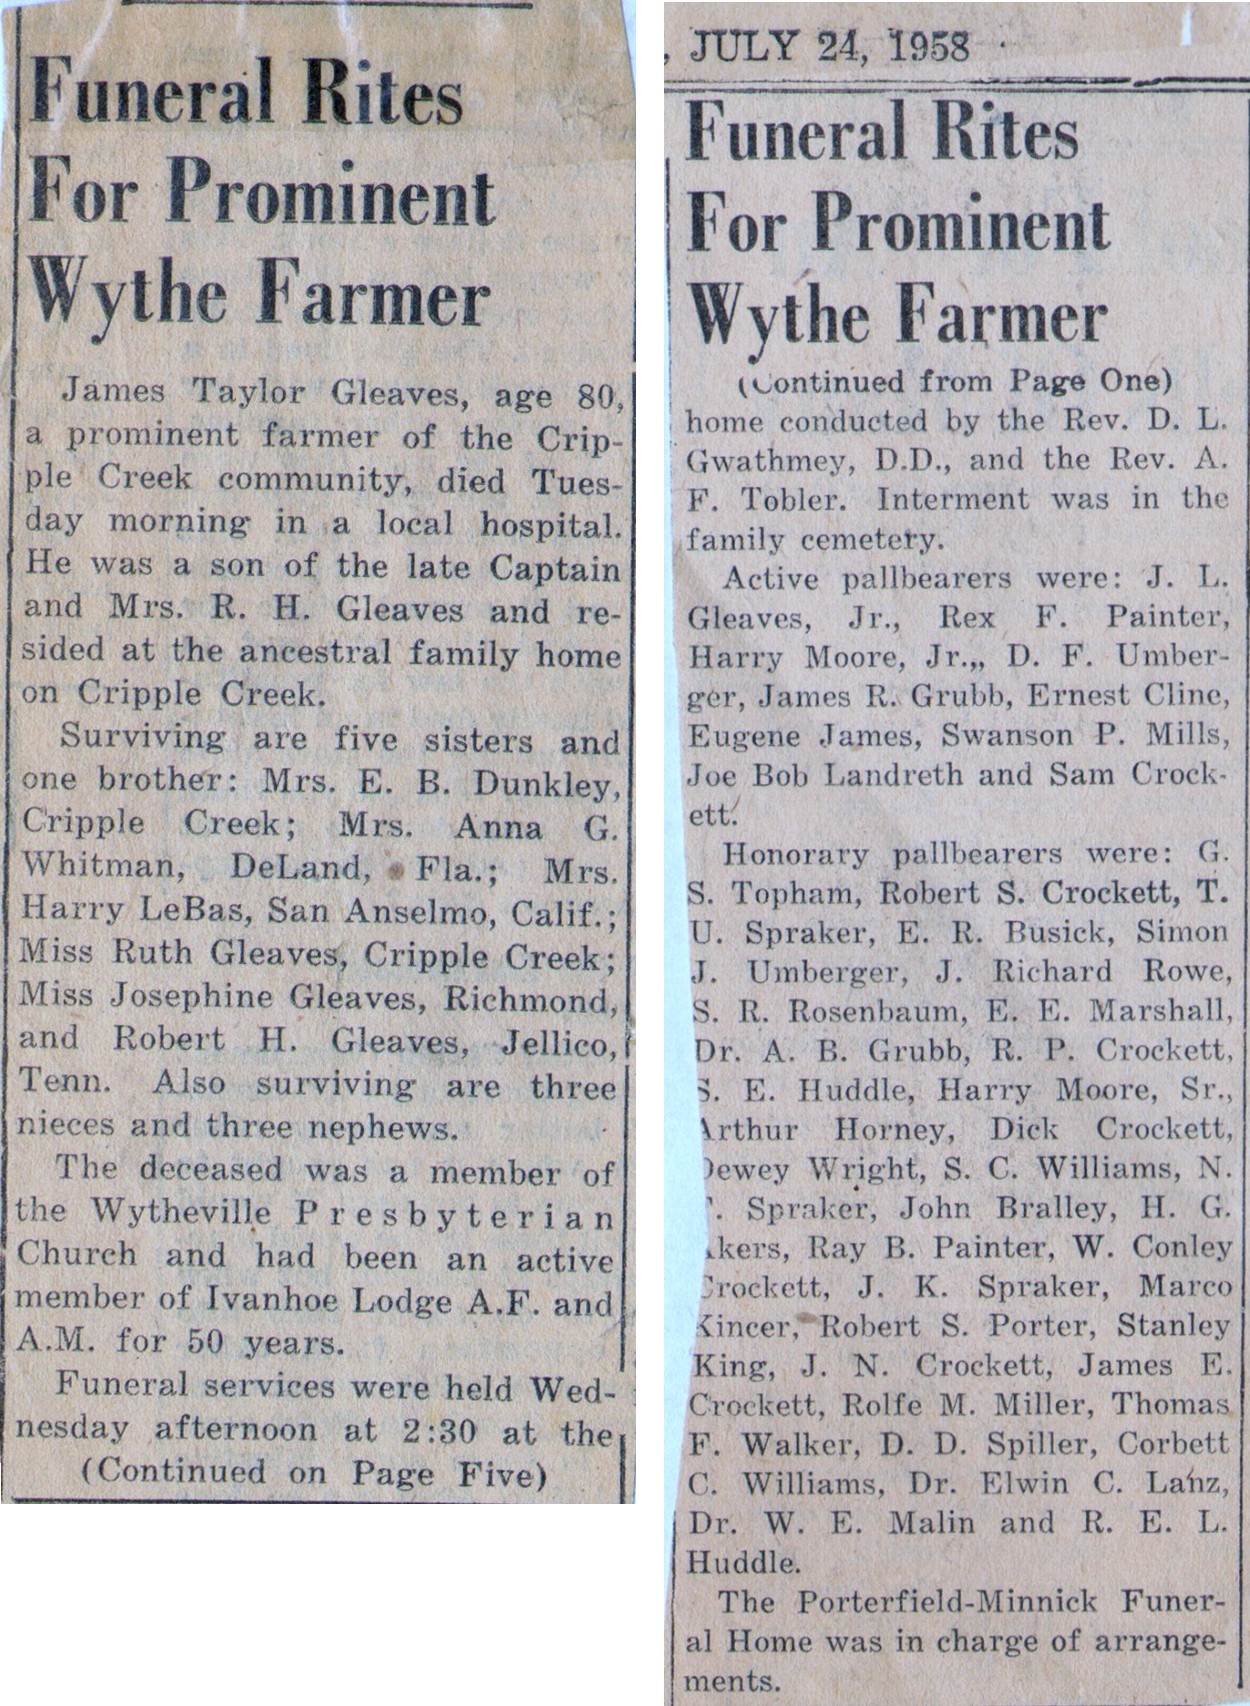 Funeral Rites
For Prominent
Wythe Farmer
James Taylor Gleaves, age 80,
a prominent farmer of the Crip-
ple Creek community, died Tues-
day morning in a local hospital.
He was a son of the late Captain
and Mrs. R. H. Gleaves and re-
sided at the ancestral family home
on Cripple Creek.
Surviving are five sisters and
one brother: Mrs. E. B. Dunkley,
Cripple Creek; Mrs. Anna G.
Whitman, DeLand, Fla.; Mrs.
Harry LeBas, San Anselmo, Calif.;
Miss Ruth Gleaves, Cripple Creek;
Miss Josephine Gleaves, Richmond,
and Robert H. Gleaves, Jellico,
Tenn. Also surviving are three
nieces and three nephews.
The deceased was a member of
the Wytheville Presbyterian
Church and had been an active
member of Ivanhoe Lodge A.F. and
A.M. for 50 years.
Funeral services were held Wed-
nesday afternoon at 2:30 at the
(Continued on Page Five)
, JULY 24, 1958
Funeral Rites
For Prominent
Wythe Farmer
(Continued from Page One)
home conducted by the Rev. D. L.
Gwathmey, D.D., and the Rev. A.
F. Tobler. Interment was in the
family cemetery.
Active pallbearers were: J. L.
Gleaves, Jr., Rex F. Painter,
Harry Moore, Jr.,, D. F. Umber-
ger, James R. Grubb, Ernest Cline,
Eugene James, Swanson P. Mills,
Joe Bob Landreth and Sam Crock-
ett.
Honorary pallbearers were: G.
S. Topham, Robert S. Crockett, T.
U. Spraker, E. R. Busick, Simon
J. Umberger, J. Richard Rowe,
S. R. Rosenbaum, E. E. Marshall,
Dr. A. B. Grubb, R. P. Crockett,
S. E. Huddle, Harry Moore, Sr.,
Arthur Horney, Dick Crockett,
Dewey Wright, S. C. Williams, N.
Spraker, John Bralley, H. G.
kers, Ray B. Painter, W. Conley
Crockett, J. K. Spraker, Marco
Kincer, Robert S. Porter, Stanley
King, J. N. Crockett, James E.
Crockett, Rolfe M. Miller, Thomas
F. Walker, D. D. Spiller, Corbett
C. Williams, Dr. Elwin C. Lanz,
Dr. W. E. Malin and R. E. L.
Huddle.
The Porterfield-Minnick Funer-
al Home was in charge of arrange-
ments.